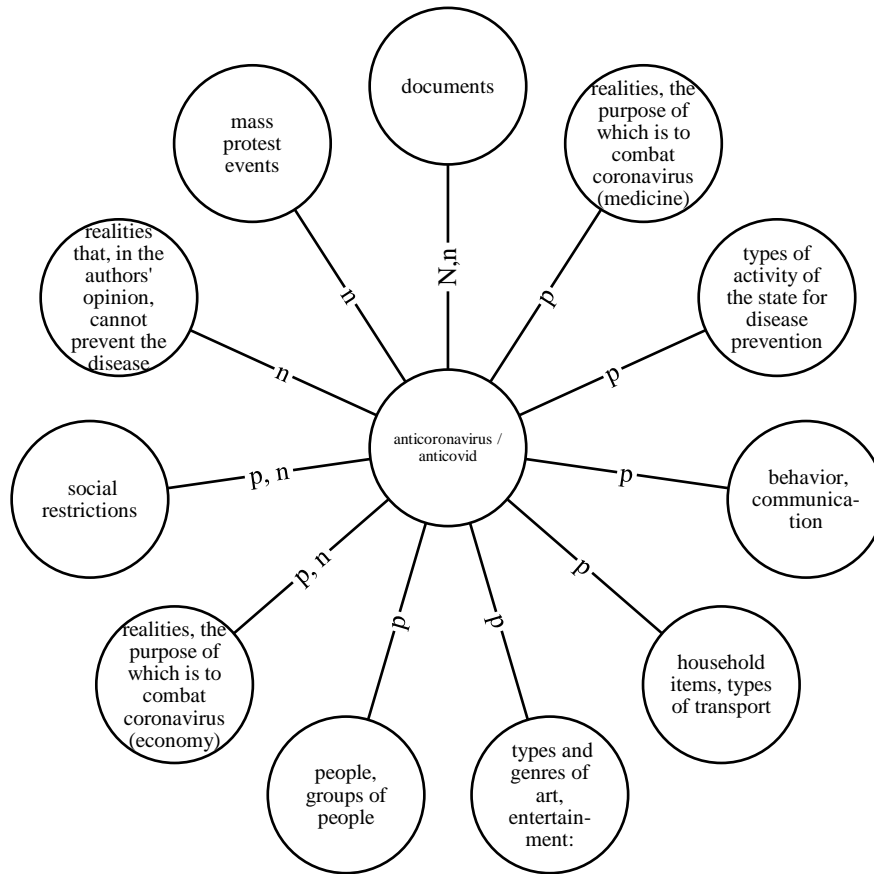 documents
realities, the
purpose of
which is to
combat
coronavirus
(medicine)
mass
protest
events
realities
that, in the
authors'
opinion,
cannot
prevent the
disease
types of
activity of
the state for
disease
prevention
N,n
n
p
n
p
anticoronavirus /
anticovid
social
restrictions
p, n
p
behavior,
communica-
tion
p, n
p
p
p
realities, the
purpose of
which is to
combat
coronavirus
(economy)
household
items, types
of transport
people,
groups of
people
types and
genres of
art,
entertain-
ment: